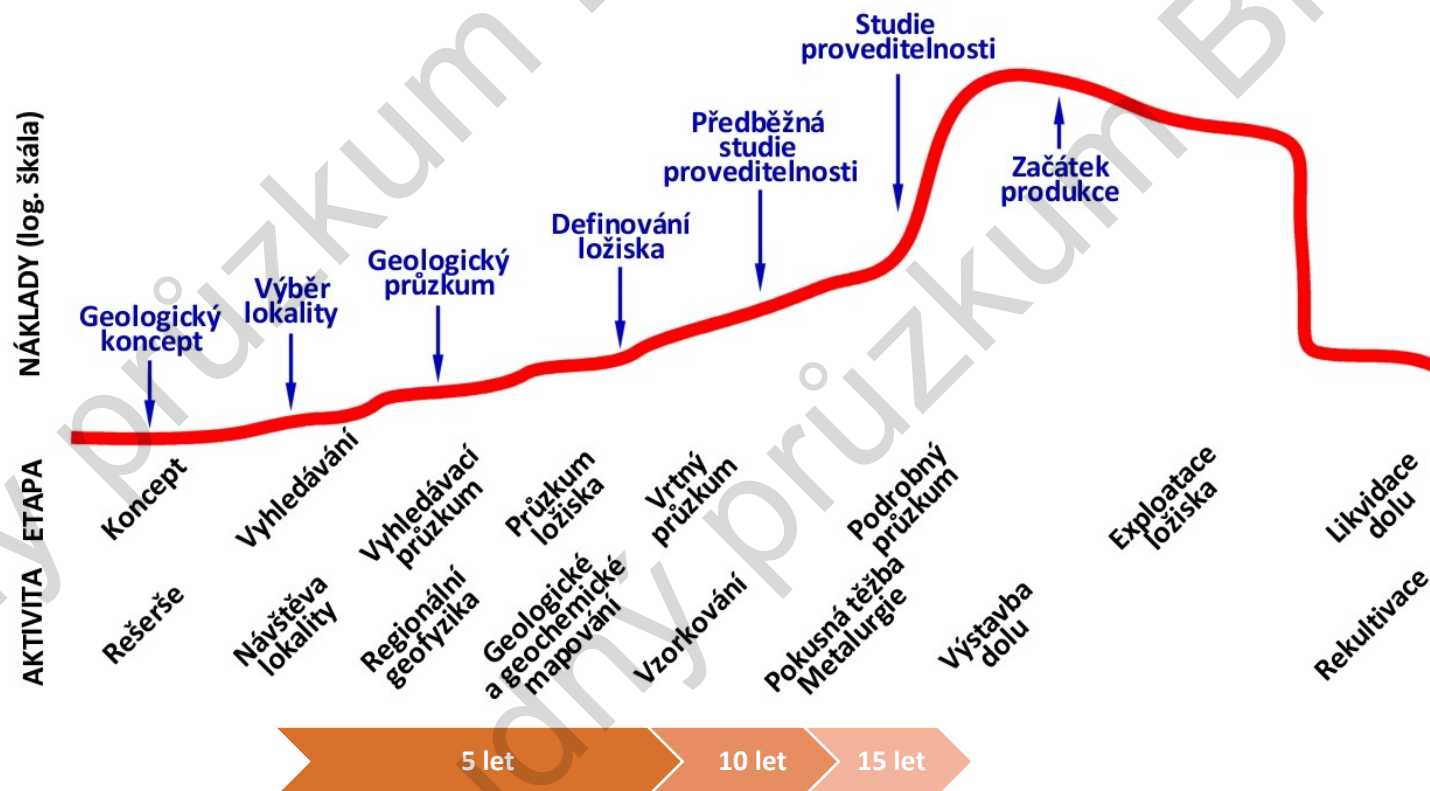 Studie
proveditelnosti
Předběžná
studie
proveditelnosti
Začátek
produkce
Definování
ložiska
Geologický
průzkum
Výběr
lokality
Geologický
koncept
NÁKLADY (log. škála)
ETAPA
Koncept
Vyhledávání
Vyhledávací
průzkum
Průzkum
ložiska
Vrtný
průzkum
Podrobný
průzkum
Exploatace
ložiska
Likvidace
dolu
AKTIVITA
Rešerše
Návštěva
lokality
Regionální
geofyzika
Geologické
a geochemické
mapování
Vzorkování
Pokusná těžba
Metalurgie
Výstavba
dolu
Rekultivace
5 let
10 let
15 let
průzkum
průzkum